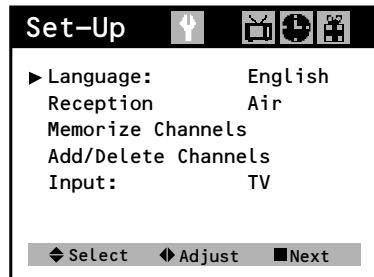 Set-Up
Language: English
Reception Air
Memorize Channels
Add/Delete Channels
Input: TV
Select Adjust Next